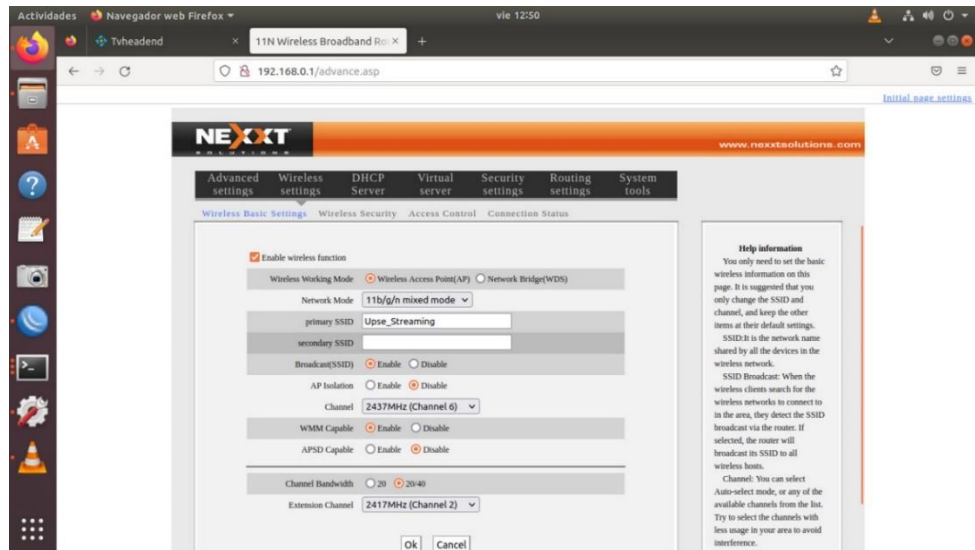 Actividades Navegador web Firefox vie 12:50
Tvheadend 11N Wireless Broadband Ro
192.168.0.1/advance.asp
Initial page settings
NEXXT
SOLUTIONS
www.nexxtsolutions.com
Advanced settings Wireless settings DHCP Server Virtual server Security settings Routing settings System tools
Wireless Basic Settings Wireless Security Access Control Connection Status
Enable wireless function
Wireless Working Mode Wireless Access Point(AP) Network Bridge(WDS)
Network Mode 11b/g/n mixed mode
primary SSID Upse_Streaming
secondary SSID
Broadcast(SSID) Enable Disable
AP Isolation Enable Disable
Channel 2437MHz (Channel 6)
WMM Capable Enable Disable
APSD Capable Enable Disable
Channel Bandwidth 20 20/40
Extension Channel 2417MHz (Channel 2)
Ok Cancel
Help information
You only need to set the basic
wireless information on this
page. It is suggested that you
only change the SSID and
channel, and keep the other
items at their default settings.
SSID:It is the network name
shared by all the devices in the
wireless network.
SSID Broadcast: When the
wireless clients search for the
wireless networks to connect to
in the area, they detect the SSID
broadcast via the router. If
selected, the router will
broadcast its SSID to all
wireless hosts.
Channel: You can select
Auto-select mode, or any of the
available channels from the list.
Try to select the channels with
less usage in your area to avoid
interference.